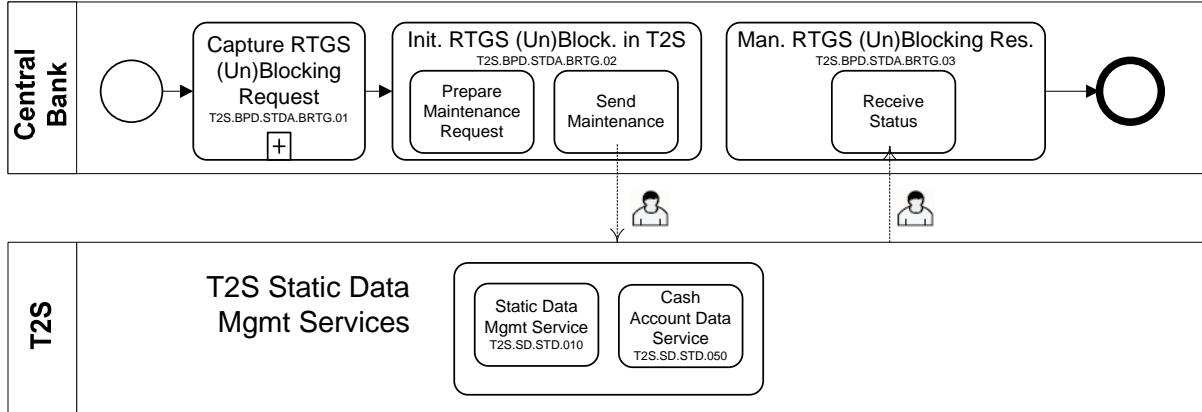 Central
Bank
Capture RTGS
(Un)Blocking
Request
T2S.BPD.STDA.BRTG.01
+
Init. RTGS (Un)Block. in T2S
T2S.BPD.STDA.BRTG.02
Prepare
Maintenance
Request
Send
Maintenance
Man. RTGS (Un)Blocking Res.
T2S.BPD.STDA.BRTG.03
Receive
Status
T2S
T2S Static Data
Mgmt Services
Static Data
Mgmt Service
T2S.SD.STD.010
Cash
Account Data
Service
T2S.SD.STD.050